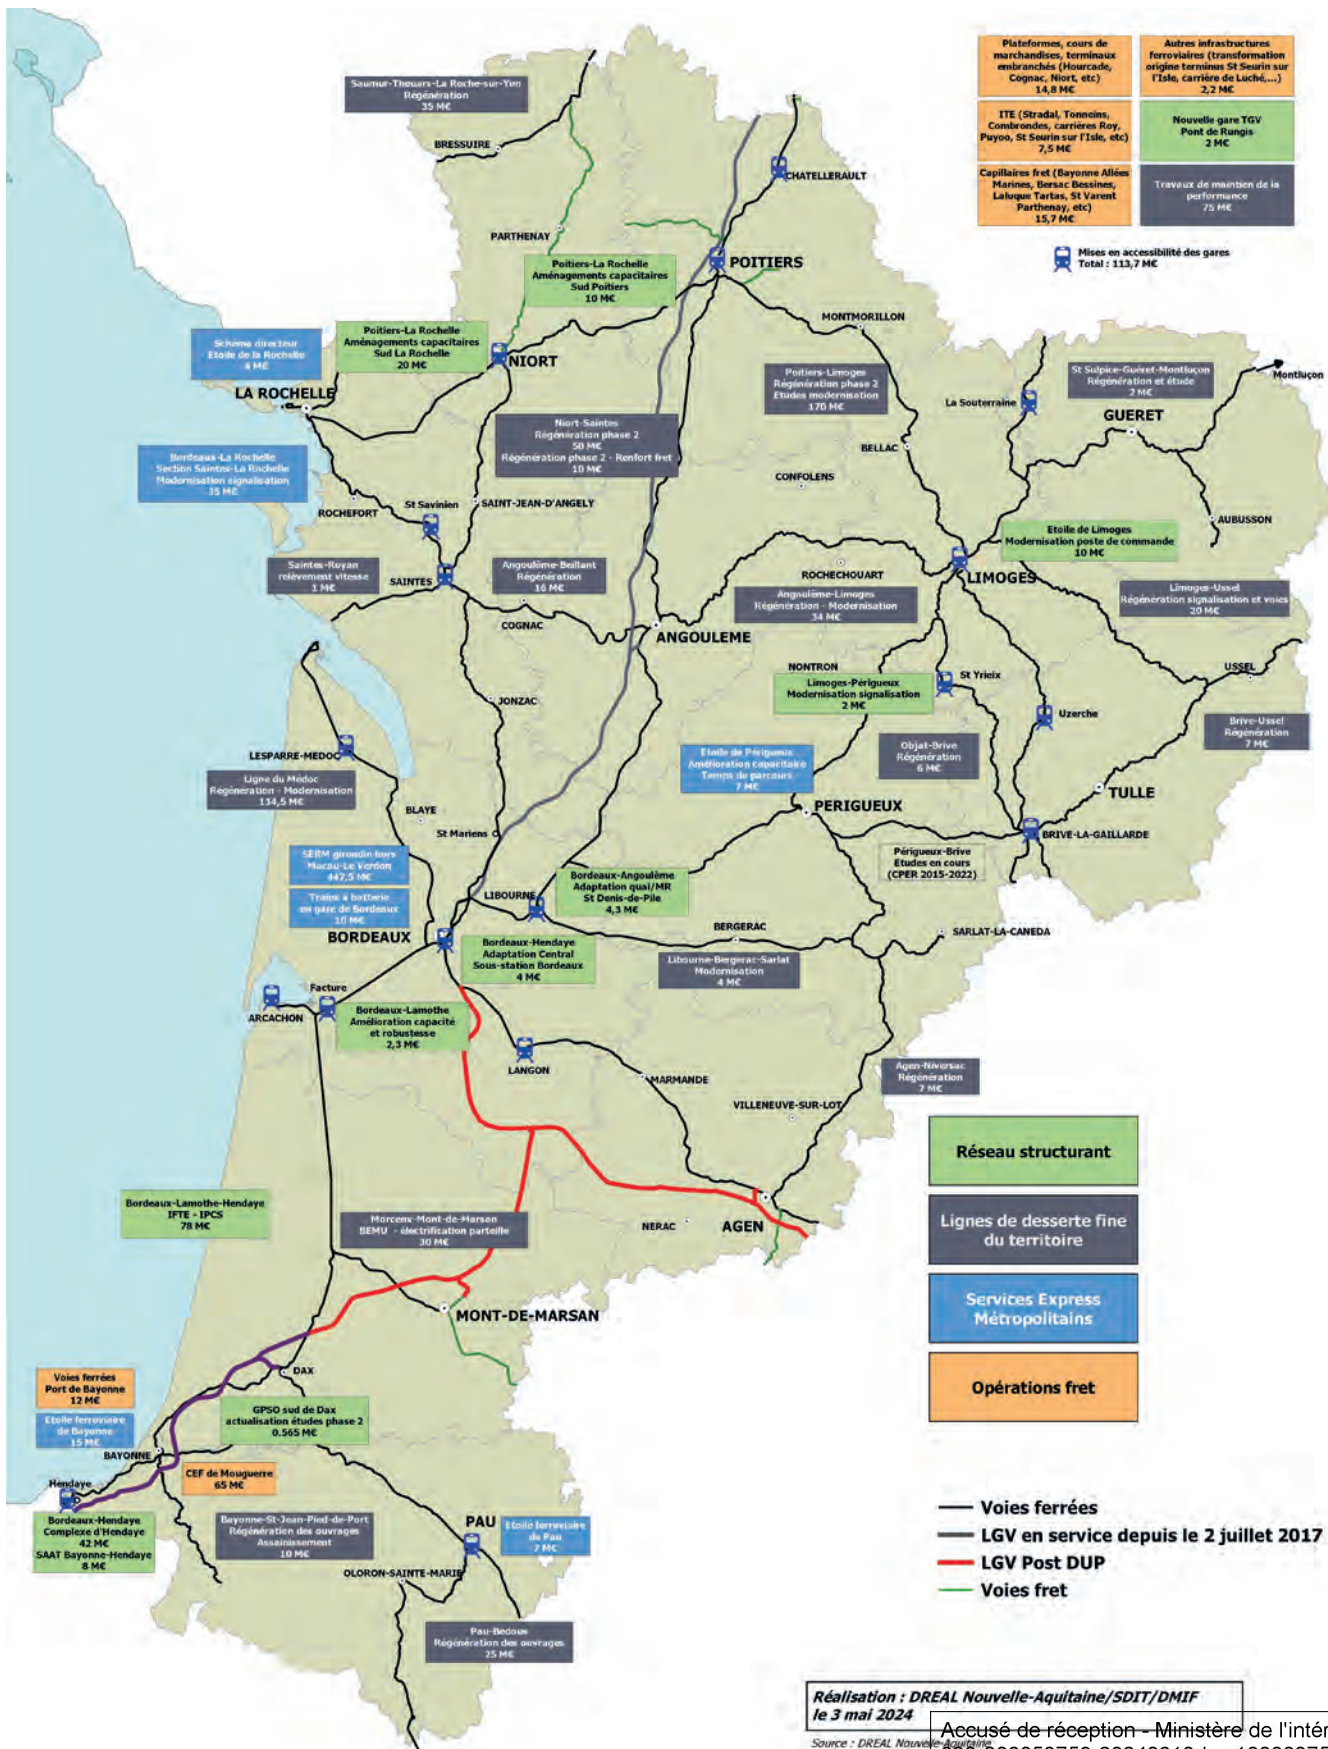 Plateformes, cours de
marchandises, terminaux
embranchés (Hourcade,
Cognac, Niort, etc)
14,8 M€
Autres infrastructures
ferroviaires (transformation
origine terminus St Seurin sur
l'Isle, carrière de Luché,...)
2,2 M€
ITE (Stradal, Tonneins,
Combrondes, carrières Roy,
Puyoo, St Seurin sur l'Isle, etc)
7,5 M€
Nouvelle gare TGV
Pont de Rungis
2 M€
Capillaires fret (Bayonne Allées
Marines, Bersac Bessines,
Laluque Tartas, St Varent
Parthenay, etc)
15,7 M€
Travaux de maintien de la
performance
75 M€
Mises en accessibilité des gares
Total : 113,7 M€
Saumur-Thouars-La Roche-sur-Yon
Régénération
35 M€
BRESSUIRE
CHATELLERAULT
PARTHENAY
POITIERS
Poitiers-La Rochelle
Aménagements capacitaires
Sud Poitiers
10 M€
MONTMORILLON
Schéma directeur
Etoile de la Rochelle
4 M€
Poitiers-La Rochelle
Aménagements capacitaires
Sud La Rochelle
20 M€
NIORT
LA ROCHELLE
Poitiers-Limoges
Régénération phase 2
Etudes modernisation
170 M€
St Sulpice-Guéret-Montluçon
Régénération et étude
2 M€
Montluçon
La Souterraine
GUERET
Niort-Saintes
Régénération phase 2
50 M€
Régénération phase 2 - Renfort fret
10 M€
BELLAC
Bordeaux-La Rochelle
Section Saintes-La Rochelle
Modernisation signalisation
35 M€
CONFOLENS
ROCHEFORT
St Savinien
SAINT-JEAN-D'ANGELY
AUBUSSON
Etoile de Limoges
Modernisation poste de commande
10 M€
Saintes-Royan
relèvement vitesse
1 M€
SAINTES
Angoulême-Beillant
Régénération
16 M€
ROCHECHOUART
LIMOGES
Angoulême-Limoges
Régénération - Modernisation
34 M€
Limoges-Ussel
Régénération signalisation et voies
20 M€
COGNAC
ANGOULEME
NONTRON
St Yrieix
USSEL
Limoges-Périgueux
Modernisation signalisation
2 M€
JONZAC
Uzerche
Brive-Ussel
Régénération
7 M€
LESPARRE-MEDOC
Etoile de Périgueux
Amélioration capacitaire
Temps de parcours
7 M€
Objat-Brive
Régénération
6 M€
Ligne du Médoc
Régénération - Modernisation
134,5 M€
BLAYE
TULLE
PERIGUEUX
St Mariens
BRIVE-LA-GAILLARDE
SERM girondin hors
Macau-Le Verdon
447,5 M€
Périgueux-Brive
Etudes en cours
(CPER 2015-2022)
Trains à batterie
en gare de Bordeaux
10 M€
LIBOURNE
Bordeaux-Angoulême
Adaptation quai/MR
St Denis-de-Pile
4,3 M€
BORDEAUX
BERGERAC
SARLAT-LA-CANEDA
Bordeaux-Hendaye
Adaptation Central
Sous-station Bordeaux
4 M€
Libourne-Bergerac-Sarlat
Modernisation
4 M€
Facture
ARCACHON
Bordeaux-Lamothe
Amélioration capacité
et robustesse
2,3 M€
LANGON
MARMANDE
Agen-Niversac
Régénération
7 M€
VILLENEUVE-SUR-LOT
Réseau structurant
Bordeaux-Lamothe-Hendaye
IFTE - IPCS
78 M€
Morcenx-Mont-de-Marsan
BEMU - électrification partielle
30 M€
NERAC
AGEN
Lignes de desserte fine
du territoire
MONT-DE-MARSAN
Services Express
Métropolitains
DAX
Opérations fret
Voies ferrées
Port de Bayonne
12 M€
Etoile ferroviaire
de Bayonne
15 M€
GPSO sud de Dax
actualisation études phase 2
0.565 M€
BAYONNE
CEF de Mouguerre
65 M€
Hendaye
Bordeaux-Hendaye
Complexe d'Hendaye
42 M€
SAAT Bayonne-Hendaye
8 M€
Bayonne-St-Jean-Pied-de-Port
Régénération des ouvrages
Assainissement
10 M€
PAU
Etoile ferroviaire
de Pau
7 M€
OLORON-SAINTE-MARIE
Pau-Bedous
Régénération des ouvrages
25 M€
Voies ferrées
LGV en service depuis le 2 juillet 2017
LGV Post DUP
Voies fret
Réalisation : DREAL Nouvelle-Aquitaine/SDIT/DMIF
le 3 mai 2024
Accusé de réception - Ministère de l'intér
Source : DREAL Nouvelle-Aquitaine